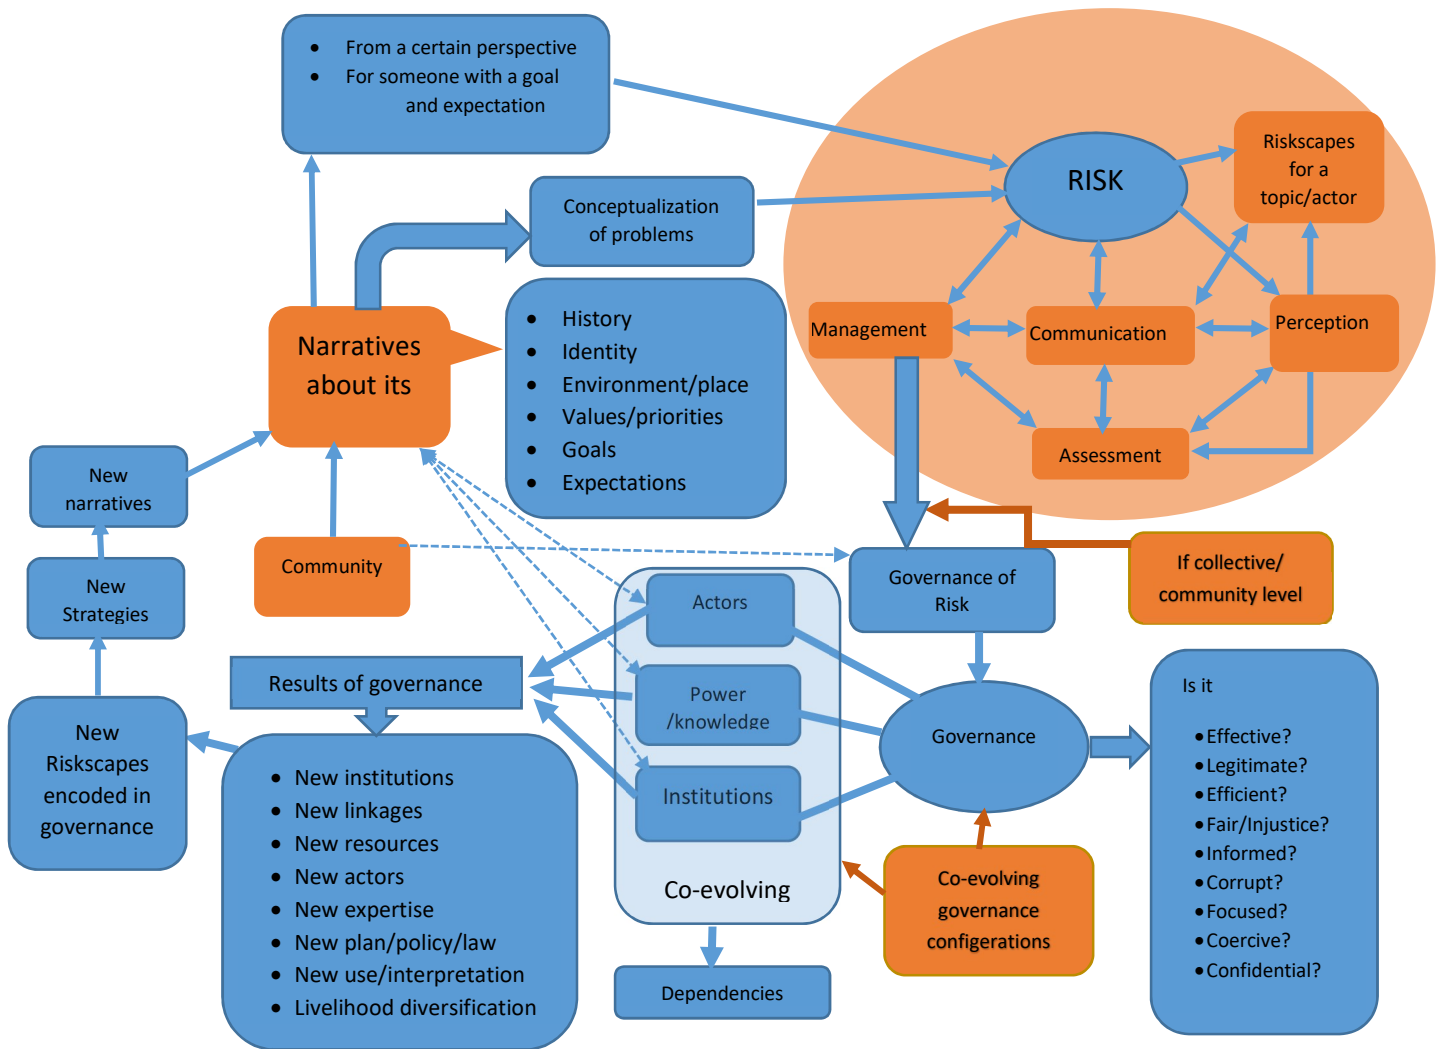 • From a certain perspective
• For someone with a goal
and expectation
RISK
Riskscapes
for a
topic/actor
Conceptualization
of problems
Management
Communication
Perception
Assessment
Narratives
about its
• History
• Identity
• Environment/place
• Values/priorities
• Goals
• Expectations
New
narratives
New
Strategies
Community
If collective/
community level
Governance of
Risk
Actors
Power
/knowledge
Institutions
Co-evolving
Results of governance
Governance
New
Riskscapes
encoded in
governance
• New institutions
• New linkages
• New resources
• New actors
• New expertise
• New plan/policy/law
• New use/interpretation
• Livelihood diversification
Dependencies
Co-evolving
governance
configerations
Is it
• Effective?
• Legitimate?
• Efficient?
• Fair/Injustice?
• Informed?
• Corrupt?
• Focused?
• Coercive?
• Confidential?